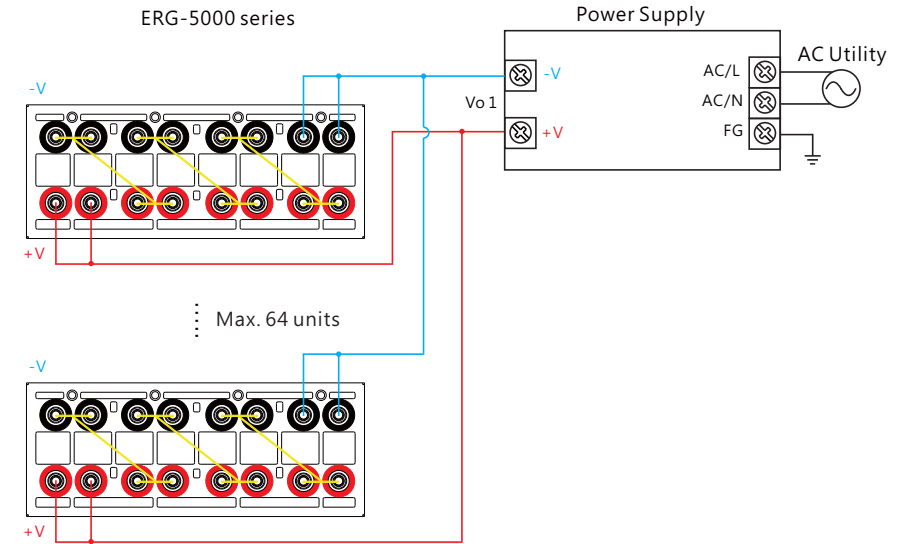 ERG-5000 series
Power Supply
AC Utility
-V
Vo 1
+V
AC/L
AC/N
FG
-V
+V
Max. 64 units
-V
+V